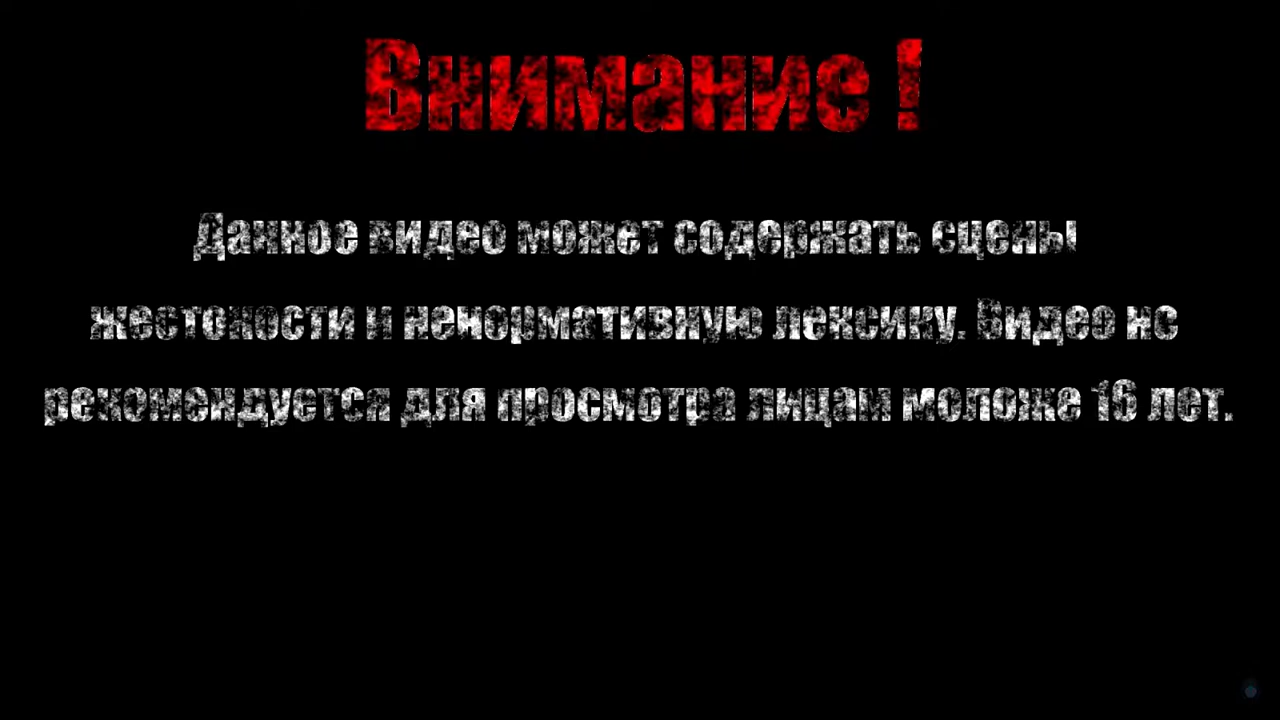 Внимание !
Данное видео может содержать сцены
жестокости и ненормативную лексику. Видео не
рекомендуется для просмотра лицам моложе 16 лет.